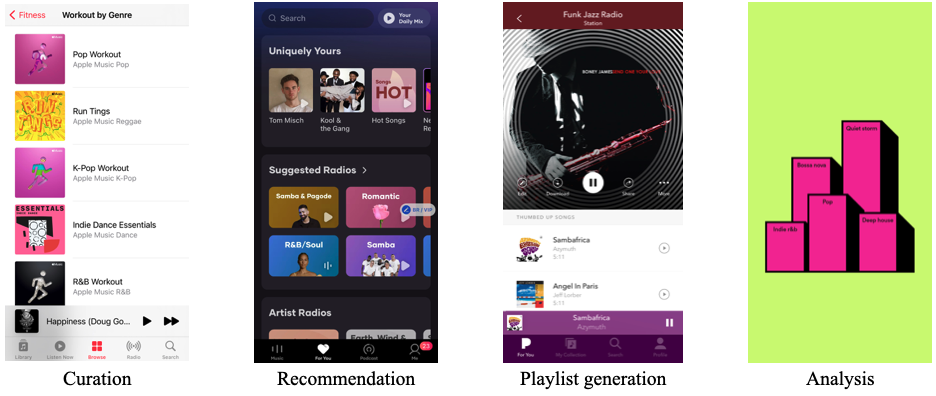 Fitness
Workout by Genre
Pop Workout
Apple Music Pop
RUN TINGS
Run Tings
Apple Music Reggae
K-Pop Workout
Apple Music K-Pop
ESSENTIALS
Indie Dance Essentials
Apple Music Dance
R&B Workout
Apple Music R&B
Happiness (Doug Go...
Library
Listen Now
Browse
Radio
Search
Curation
Search
Your
Daily Mix
Uniquely Yours
Songs
HOT
Tom Misch
Kool &
the Gang
Hot Songs
Ne
Re
Suggested Radios
Samba & Pagode
Romantic
R&B/Soul
Samba
Artist Radios
Earth, Wind &
Music
For You
Podcast
23
Me
Recommendation
Funk Jazz Radio
Station
BONEY JAMES SEND ONE YOUR LOVE
Edit
Download
Share
More
THUMBED UP SONGS
Sambafrica
Azymuth
5:11
Angel In Paris
Jeff Lorber
5:11
Sambafrica
Azymuth
For You
My Collection
Search
Profile
Playlist generation
Quiet storm
Bossa nova
Pop
Deep house
Indie r&b
Analysis